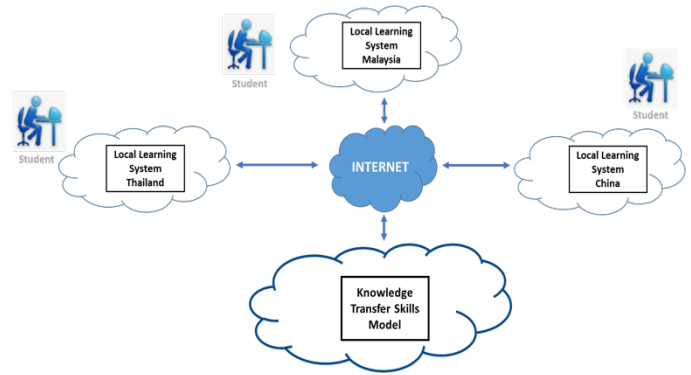 Local Learning
System
Malaysia
Student
Student
Student
Local Learning
System
Thailand
INTERNET
Local Learning
System
China
Knowledge
Transfer Skills
Model